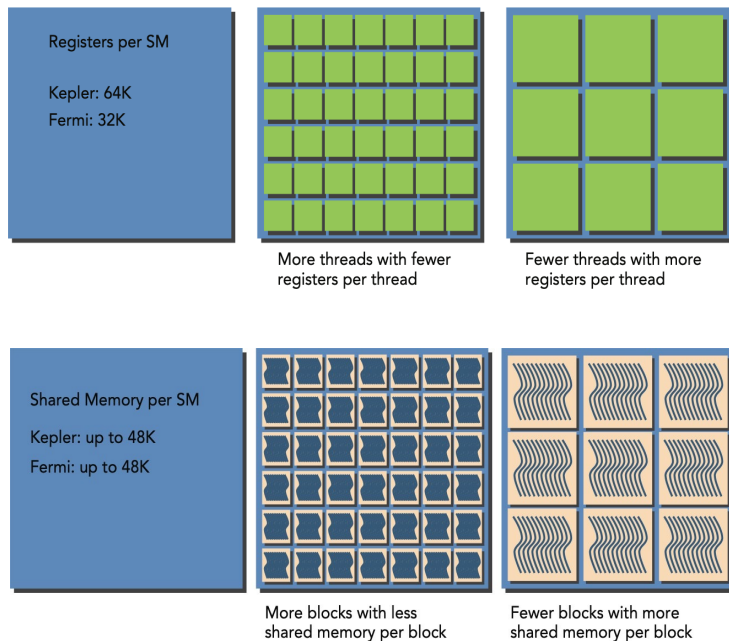 Registers per SM
Kepler: 64K
Fermi: 32K
More threads with fewer
registers per thread
Fewer threads with more
registers per thread
Shared Memory per SM
Kepler: up to 48K
Fermi: up to 48K
More blocks with less
shared memory per block
Fewer blocks with more
shared memory per block